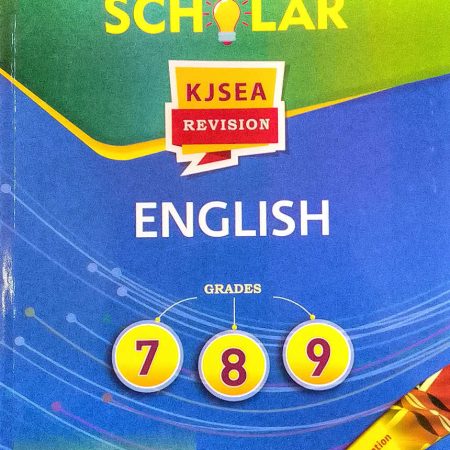 SCHOLAR
KJSEA
REVISION
ENGLISH
GRADES
7 8 9